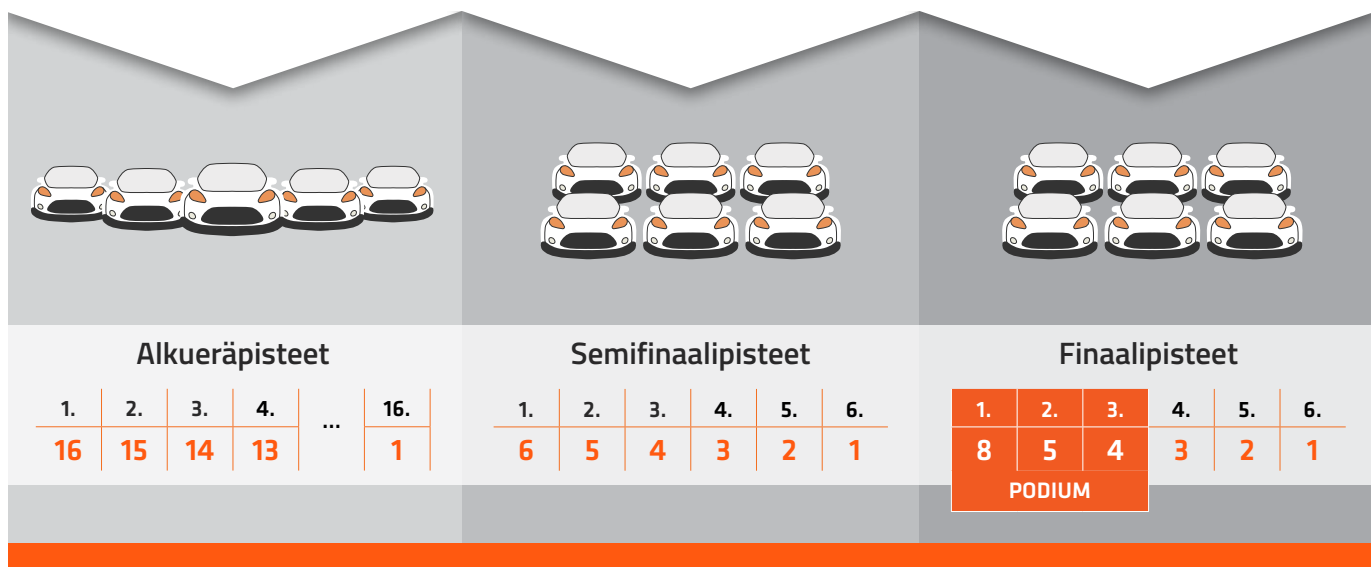 Alkueräpisteet
1. 2. 3. 4. ... 16.
16 15 14 13 1
Semifinaalipisteet
1. 2. 3. 4. 5. 6.
6 5 4 3 2 1
Finaalipisteet
1. 2. 3. 4. 5. 6.
8 5 4 3 2 1
PODIUM